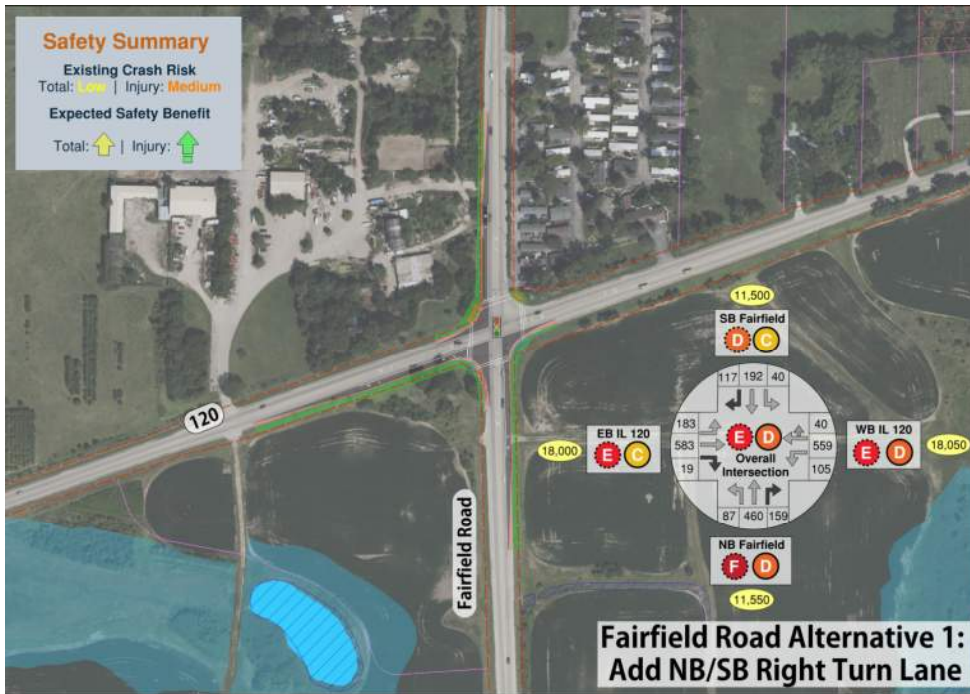 Safety Summary
Existing Crash Risk
Total: Low | Injury: Medium
Expected Safety Benefit
Total: | Injury:
120
Fairfield Road
11,500
SB Fairfield
D C
117 192 40
183
583
19
40
559
105
E D
Overall
Intersection
87 460 159
18,000
EB IL 120
E C
WB IL 120
E D
18,050
NB Fairfield
F D
11,550
Fairfield Road Alternative 1:
Add NB/SB Right Turn Lane